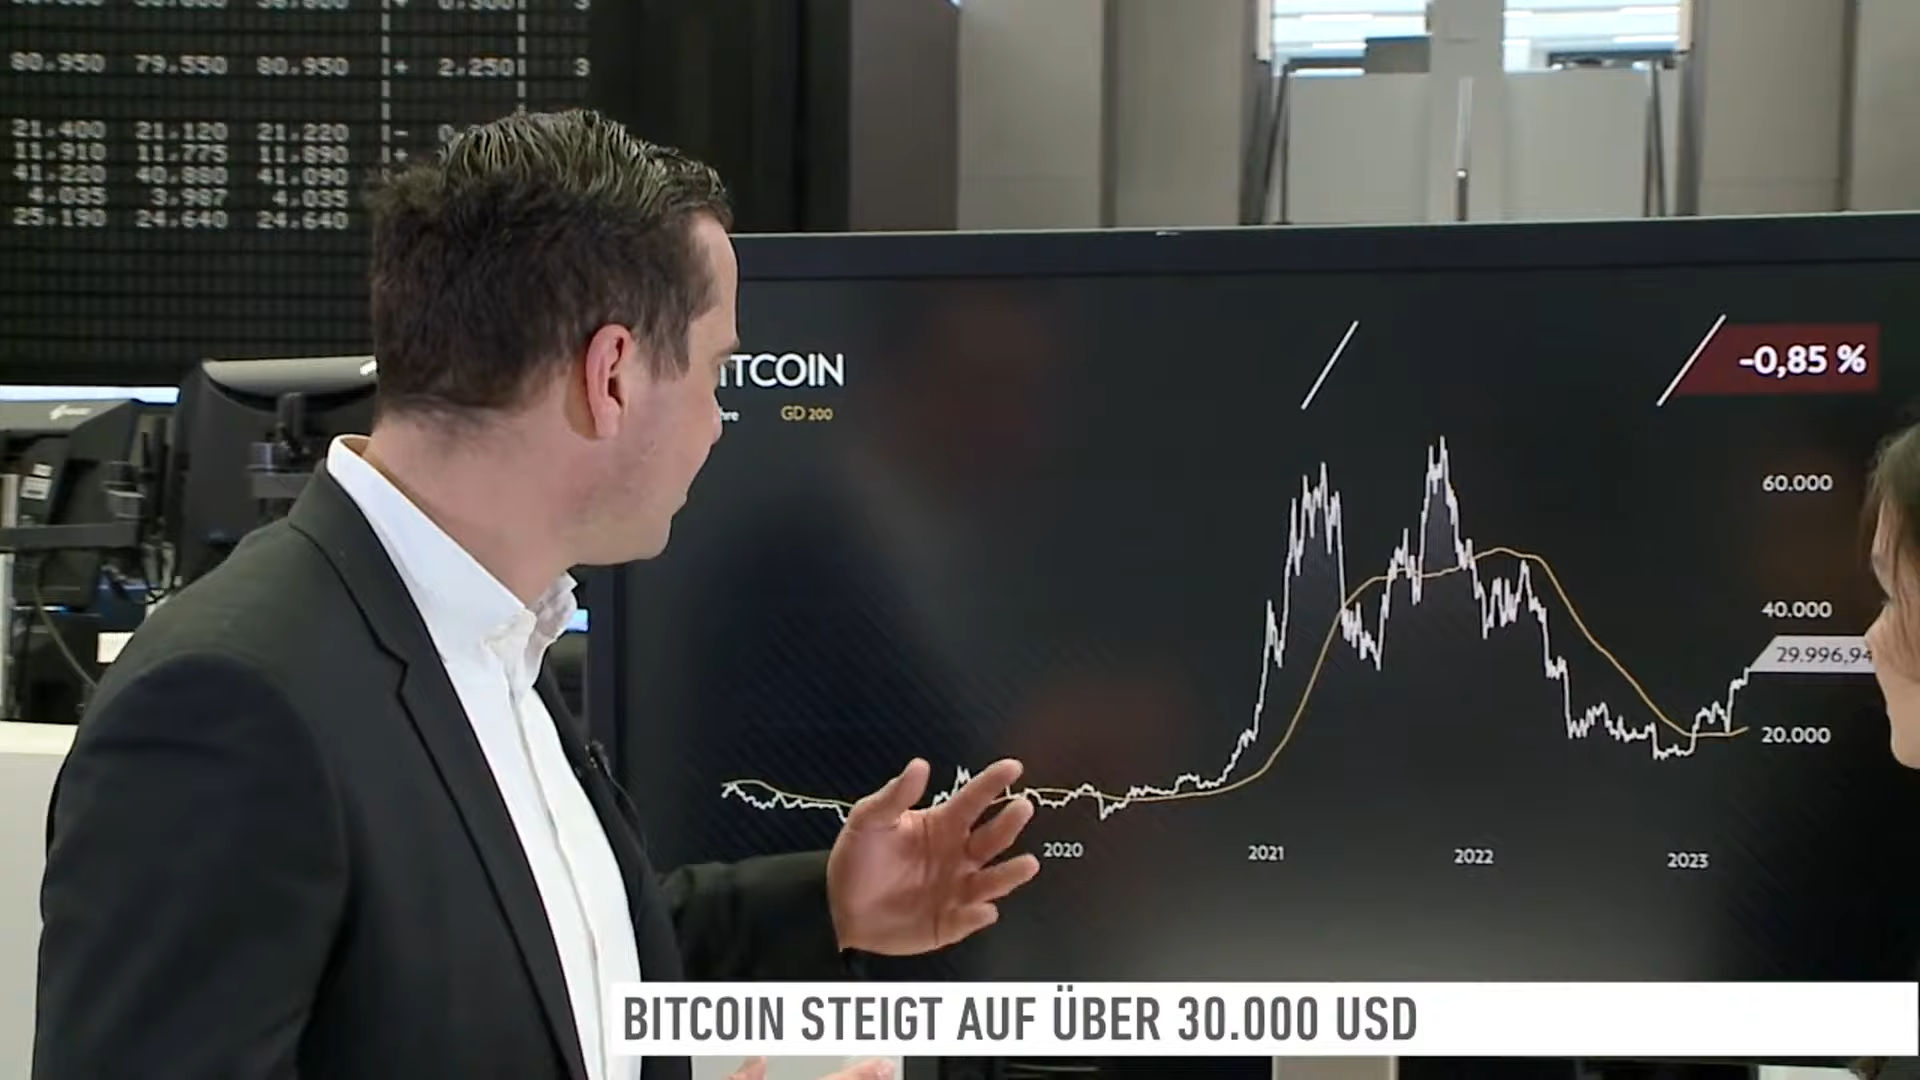 80.950 79.550 80.950 + 2.250 3
21.400 21.120 21.220 -
11.910 11.775 11.890 +
41.220 40.880 41.090
4.035 3.987 4.035
25.190 24.640 24.640
TCOIN
-0,85 %
hre GD 200
60.000
40.000
29.996,94
20.000
2020 2021 2022 2023
BITCOIN STEIGT AUF ÜBER 30.000 USD